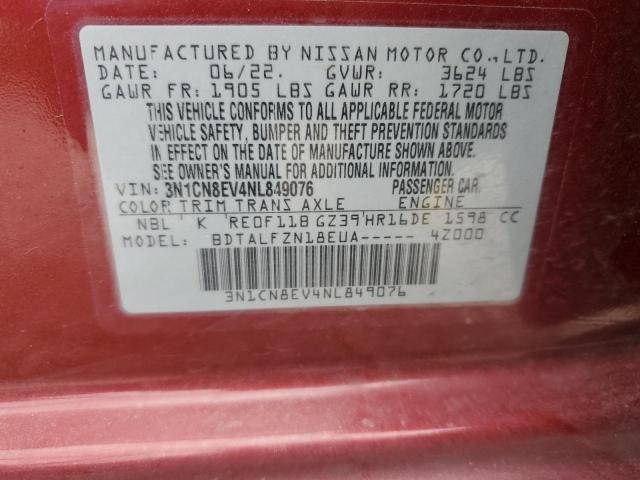 MANUFACTURED BY NISSAN MOTOR CO.,LTD.
DATE: 06/22. GVWR: 3624 LBS
GAWR FR: 1905 LBS GAWR RR: 1720 LBS
THIS VEHICLE CONFORMS TO ALL APPLICABLE FEDERAL MOTOR
VEHICLE SAFETY, BUMPER AND THEFT PREVENTION STANDARDS
IN EFFECT ON THE DATE OF MANUFACTURE SHOWN ABOVE.
SEE OWNER'S MANUAL FOR ADDITIONAL INFORMATION.
VIN: 3N1CN8EV4NL849076 PASSENGER CAR.
COLOR TRIM TRANS AXLE ENGINE
NBL K RE0F11B GZ39 HR16DE 1598 CC
MODEL: BDTALFZN18EUA----- 4Z000
3N1CN8EV4NL849076